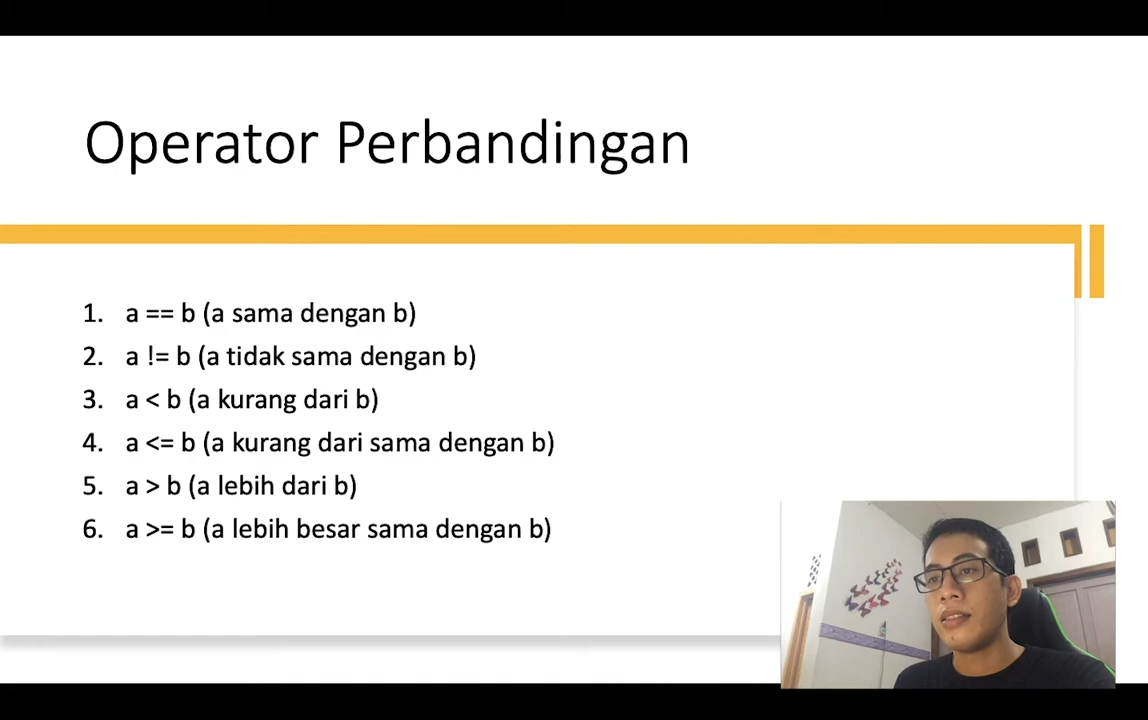 Operator Perbandingan
1. a == b (a sama dengan b)
2. a != b (a tidak sama dengan b)
3. a < b (a kurang dari b)
4. a <= b (a kurang dari sama dengan b)
5. a > b (a lebih dari b)
6. a >= b (a lebih besar sama dengan b)